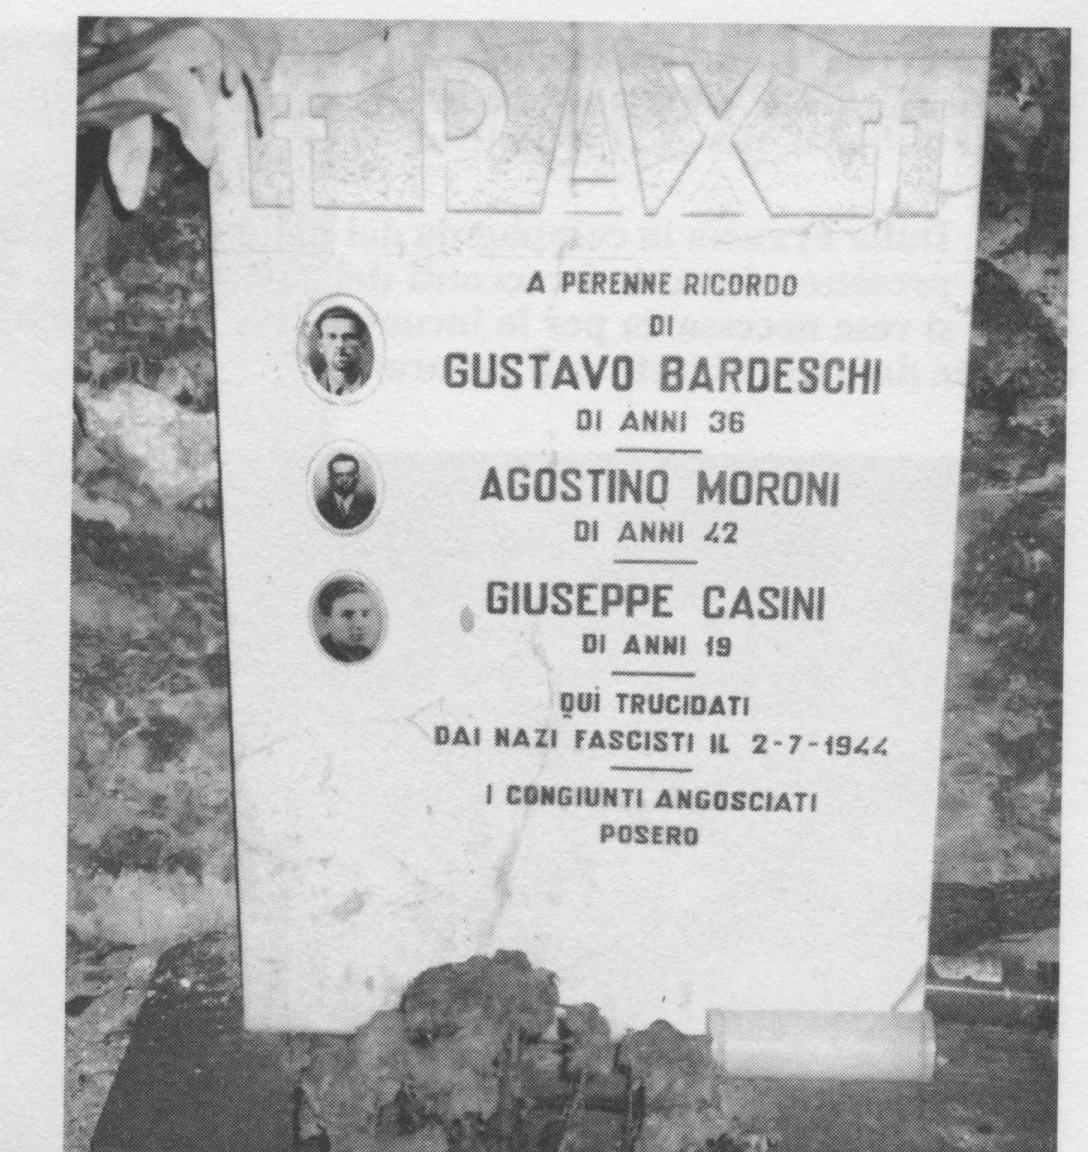 PAX
A PERENNE RICORDO
DI
GUSTAVO BARDESCHI
DI ANNI 36
AGOSTINO MORONI
DI ANNI 42
GIUSEPPE CASINI
DI ANNI 19
QUI TRUCIDATI
DAI NAZI FASCISTI IL 2-7-1944
I CONGIUNTI ANGOSCIATI
POSERO